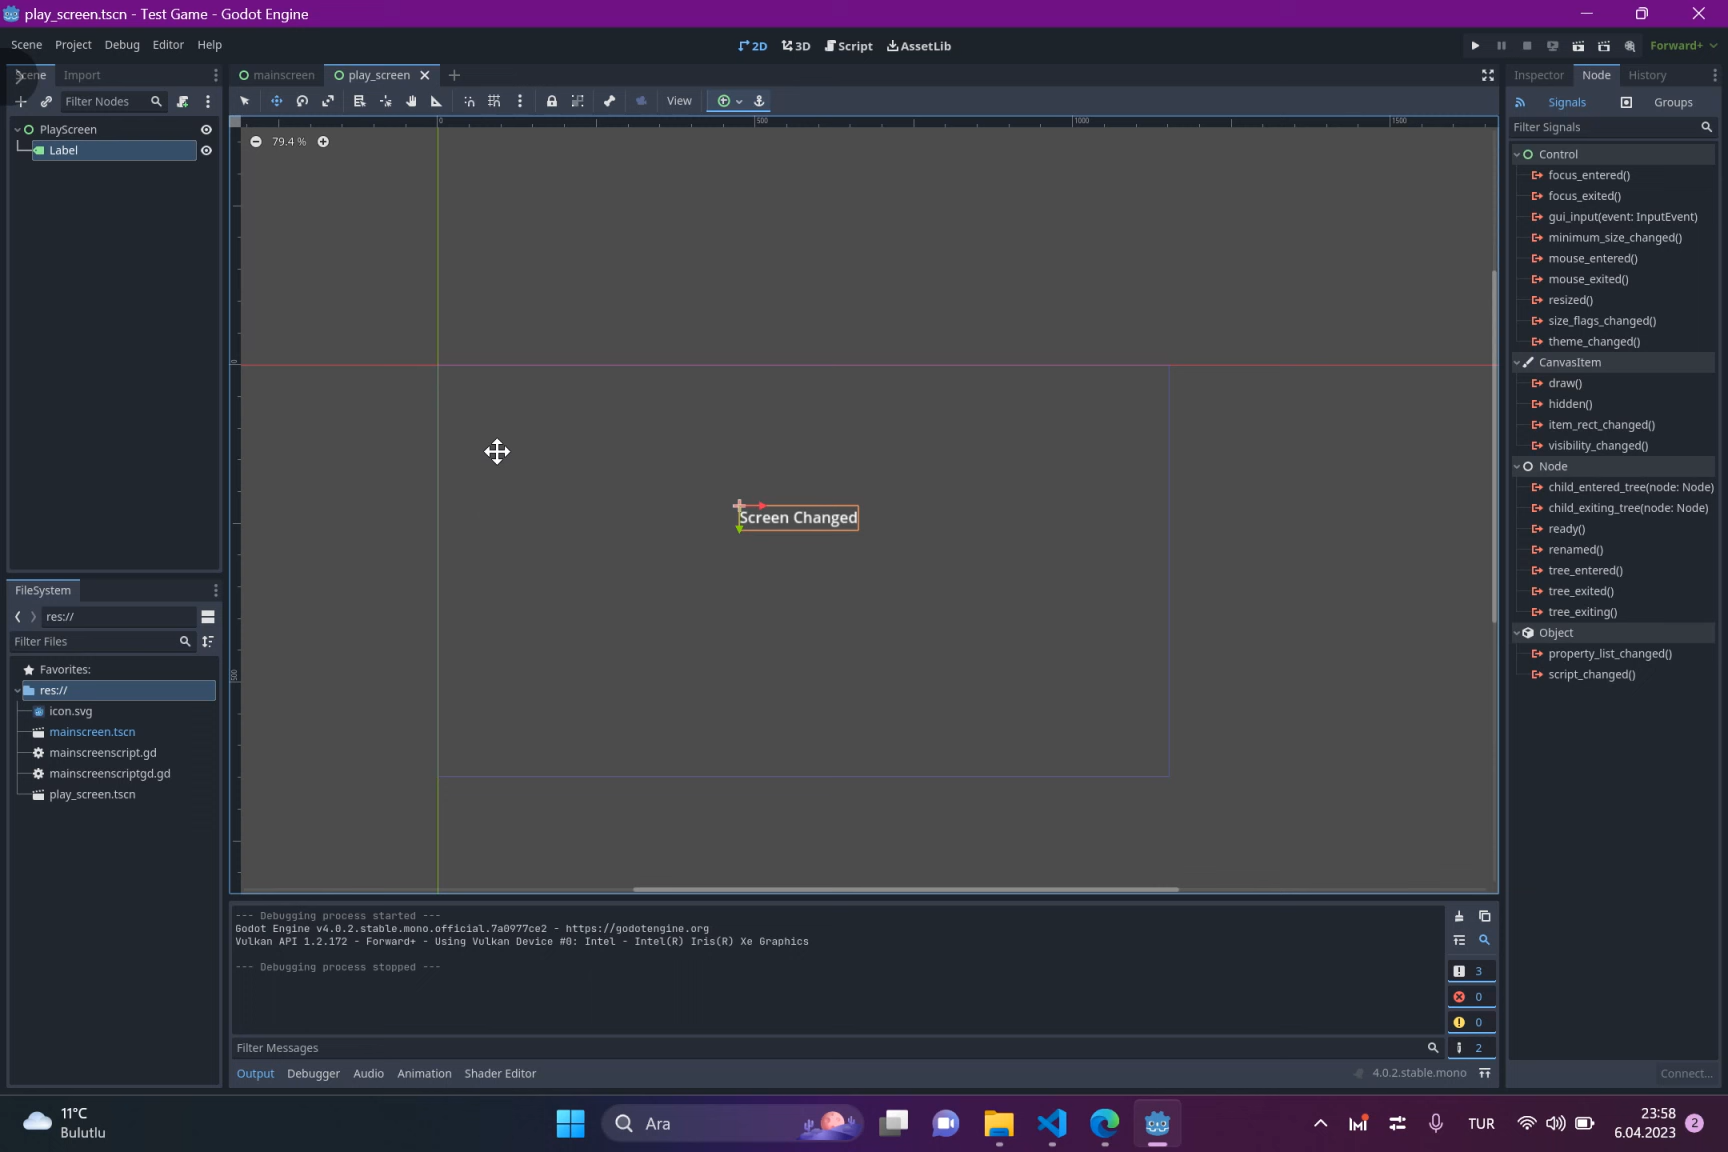 play_screen.tscn - Test Game - Godot Engine
Scene Project Debug Editor Help
2D 3D Script AssetLib
Forward+
Scene Import
mainscreen play_screen
Inspector Node History
Filter Nodes
View
Signals Groups
Filter Signals
PlayScreen
Label
0 500 1000 1500
79.4 %
0
500
Screen Changed
Control
focus_entered()
focus_exited()
gui_input(event: InputEvent)
minimum_size_changed()
mouse_entered()
mouse_exited()
resized()
size_flags_changed()
theme_changed()
CanvasItem
draw()
hidden()
item_rect_changed()
visibility_changed()
Node
child_entered_tree(node: Node)
child_exiting_tree(node: Node)
ready()
renamed()
tree_entered()
tree_exited()
tree_exiting()
Object
property_list_changed()
script_changed()
Connect...
FileSystem
res://
Filter Files
Favorites:
res://
icon.svg
mainscreen.tscn
mainscreenscript.gd
mainscreenscriptgd.gd
play_screen.tscn
--- Debugging process started ---
Godot Engine v4.0.2.stable.mono.official.7a0977ce2 - https://godotengine.org
Vulkan API 1.2.172 - Forward+ - Using Vulkan Device #0: Intel - Intel(R) Iris(R) Xe Graphics
--- Debugging process stopped ---
3
0
0
2
Filter Messages
Output Debugger Audio Animation Shader Editor
4.0.2.stable.mono
11°C
Bulutlu
Ara
TUR
23:58
6.04.2023
2